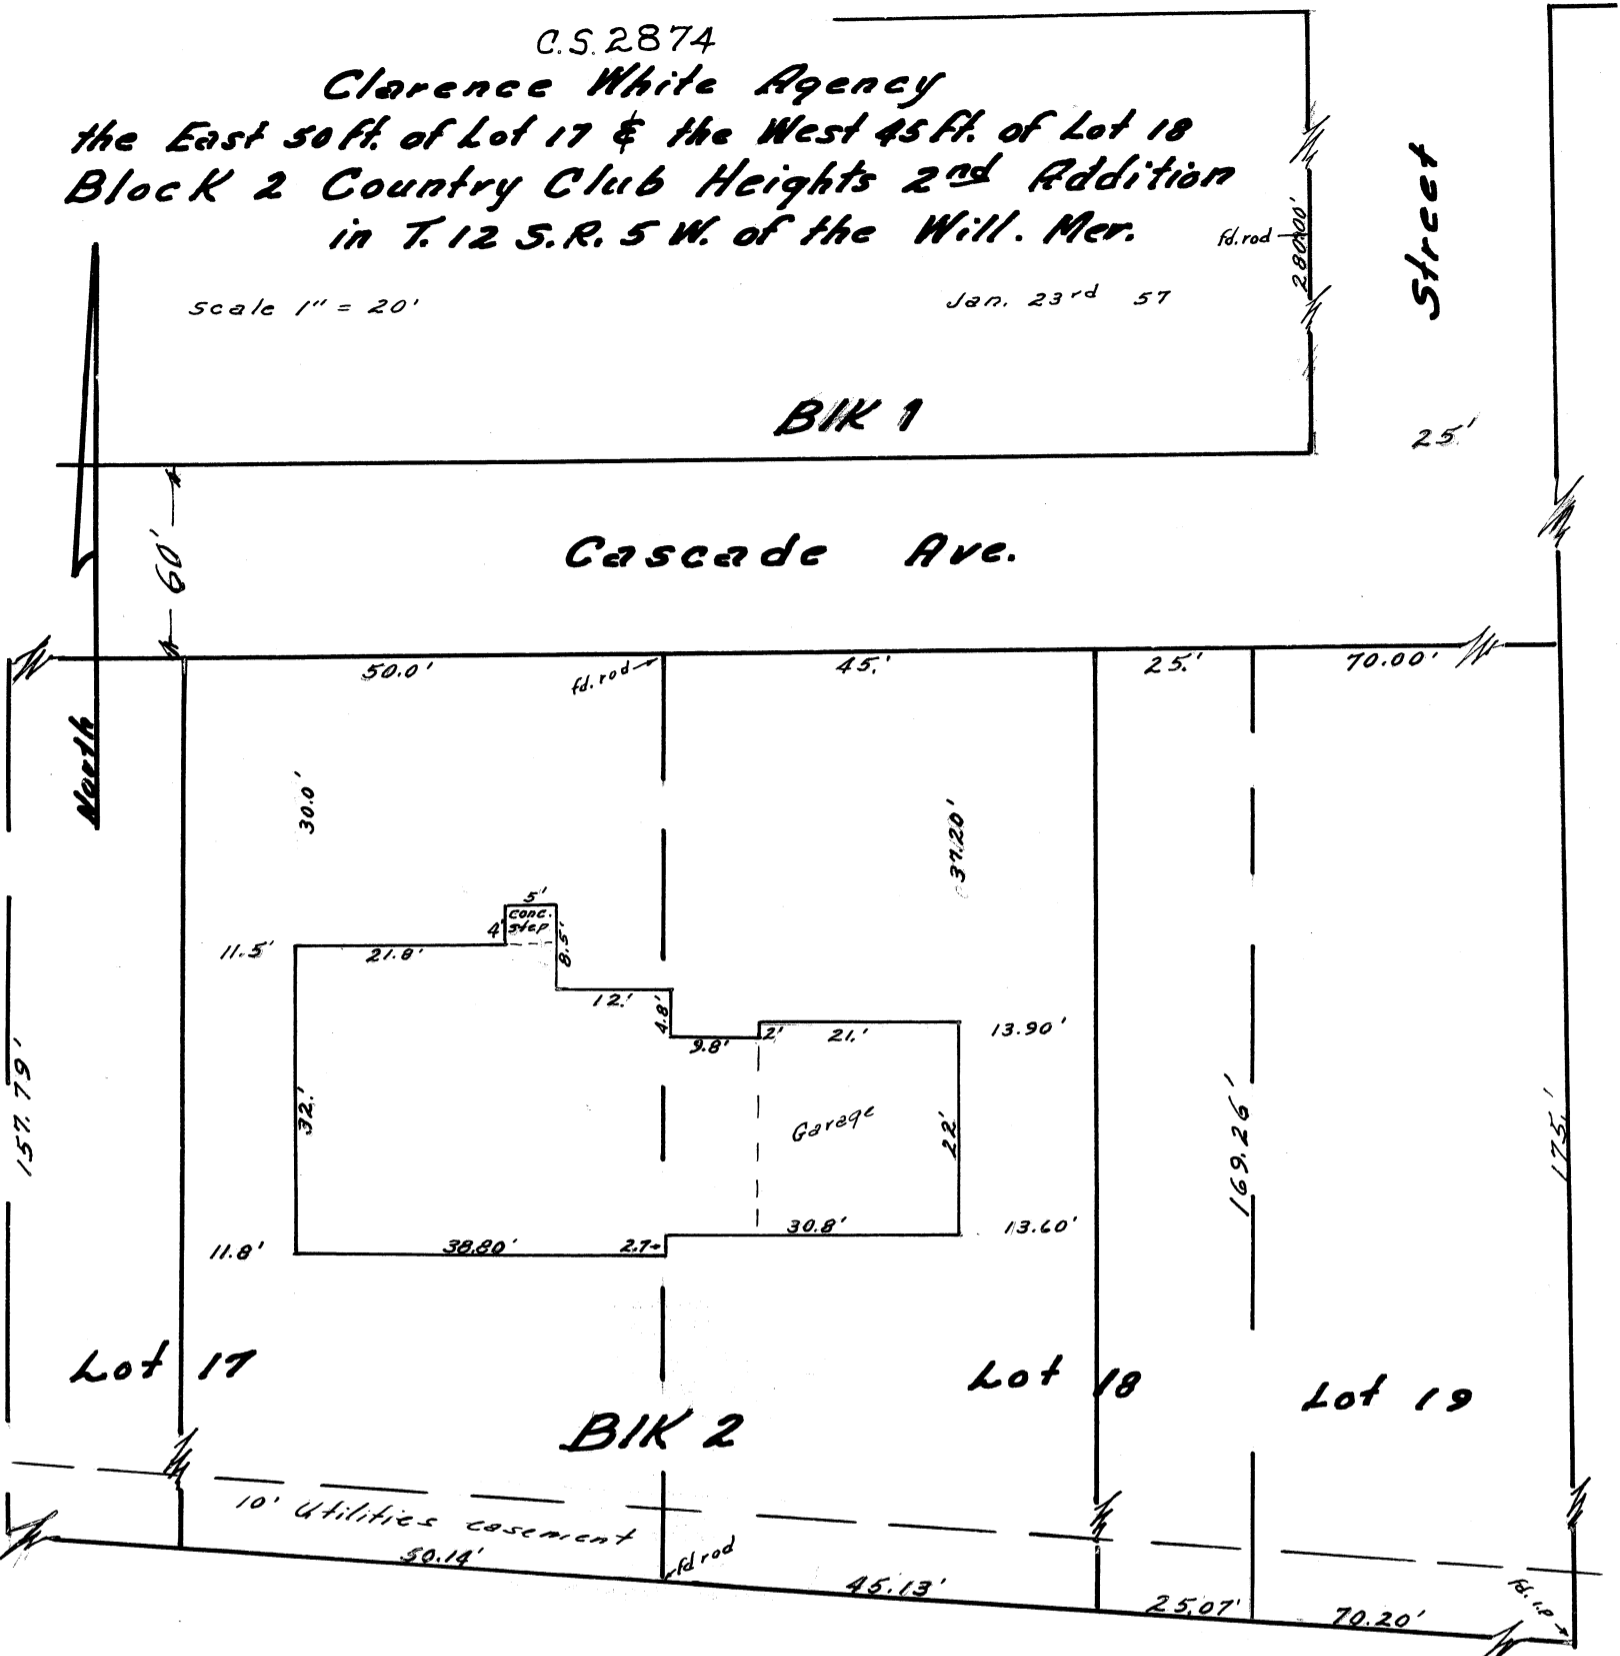 C.S. 2874
Clarence White Agency
the East 50 ft. of Lot 17 & the West 45 ft. of Lot 18
Block 2 Country Club Heights 2nd Addition
in T. 12 S. R. 5 W. of the Will. Mer.
Scale 1" = 20'
Jan. 23rd 57
fd. rod
280.00'
Street
Blk 1
25'
60'
Cascade Ave.
North
50.0'
fd. rod
45.'
25.'
70.00'
30.0'
37.20'
5'
conc.
step
4'
8.5'
11.5'
21.8'
12.'
4.8'
9.8'
2'
21.'
13.90'
157.79'
32.'
Garage
22'
169.26'
175.'
11.8'
38.80'
2.7
30.8'
13.60'
Lot 17
Lot 18
Lot 19
Blk 2
10' Utilities easement
50.14'
fd rod
45.13'
25.07'
70.20'
fd. I.P